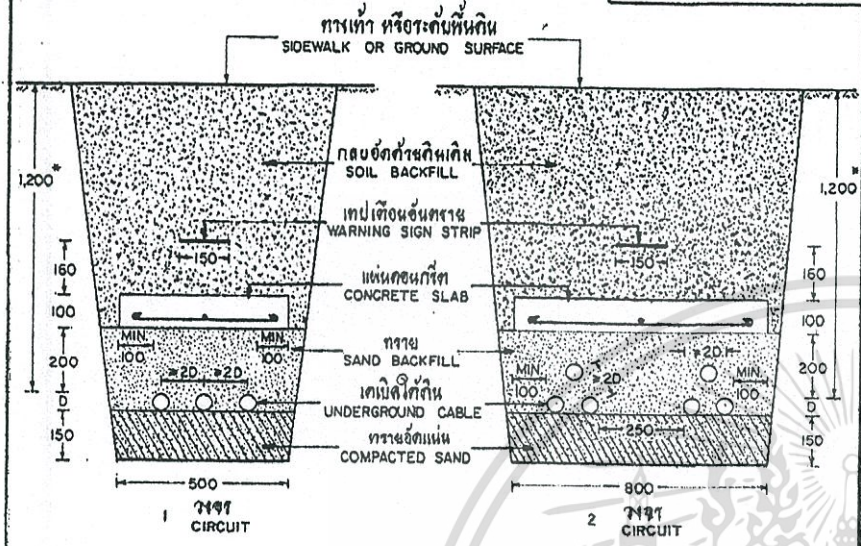 ทางเท้า หรือระดับพื้นดิน
SIDEWALK OR GROUND SURFACE
กลบอัดด้วยดินเดิม
SOIL BACKFILL
1,200*
1,200*
เทปเตือนอันตราย
WARNING SIGN STRIP
150
150
160
160
แผ่นคอนกรีต
CONCRETE SLAB
100
100
MIN.
100
MIN.
100
ทราย
SAND BACKFILL
MIN.
100
MIN.
100
200
200
≈2D
≈2D
≈2D
≈2D
เคเบิลใต้ดิน
UNDERGROUND CABLE
D
D
250
150
150
ทรายอัดแน่น
COMPACTED SAND
500
800
1 วงจร
CIRCUIT
2 วงจร
CIRCUIT